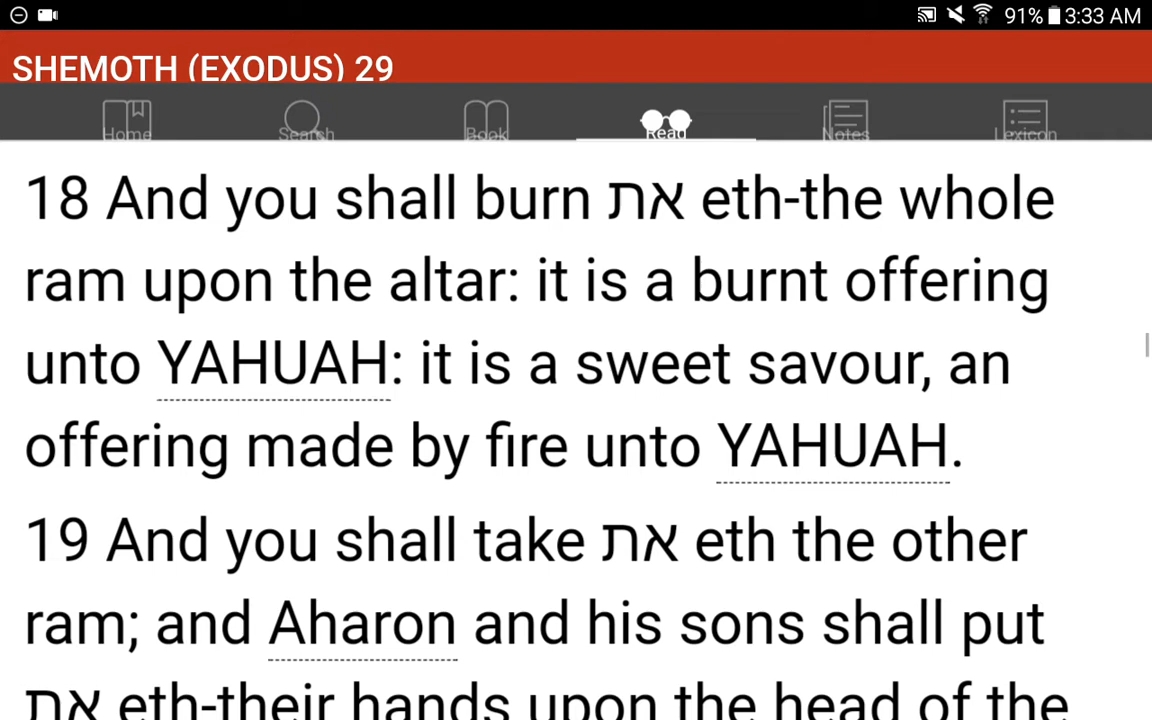 91% 3:33 AM
SHEMOTH (EXODUS) 29
Home Search Book Read Notes Lexicon
18 And you shall burn את eth-the whole
ram upon the altar: it is a burnt offering
unto YAHUAH: it is a sweet savour, an
offering made by fire unto YAHUAH.
19 And you shall take את eth the other
ram; and Aharon and his sons shall put
את eth-their hands upon the head of the